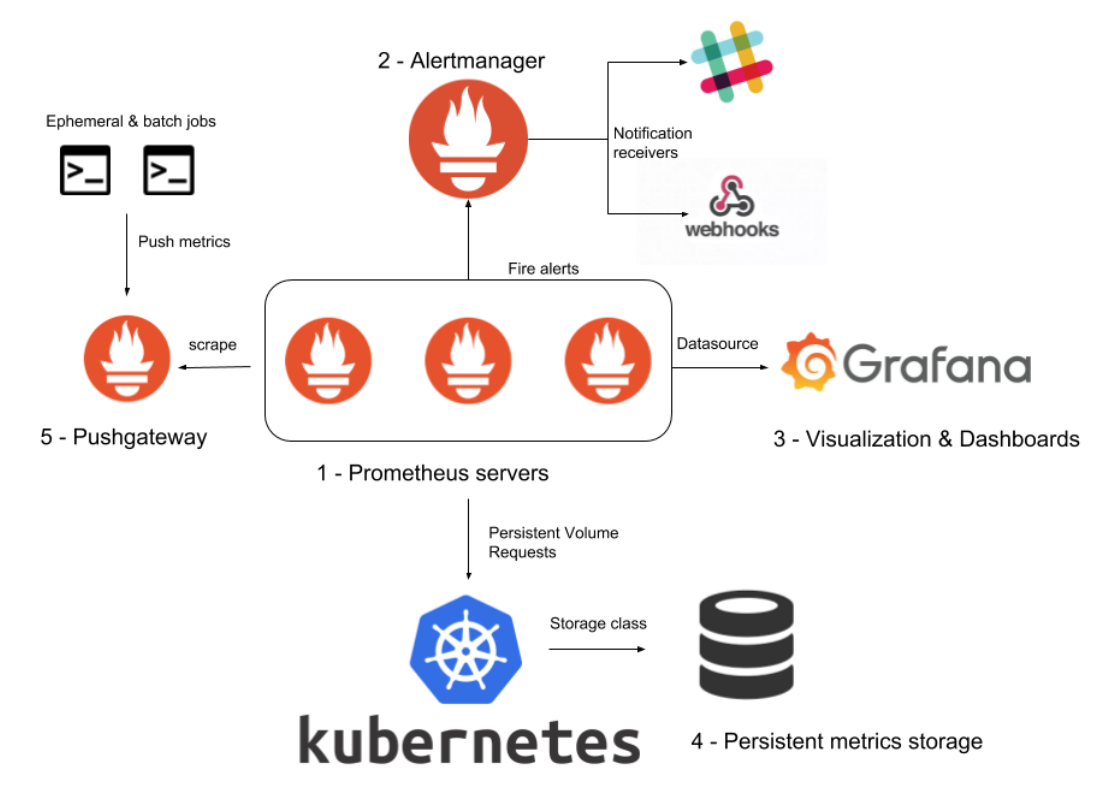 2 - Alertmanager
Ephemeral & batch jobs
>_
>_
Notification
receivers
webhooks
Push metrics
Fire alerts
scrape
Datasource
Grafana
5 - Pushgateway
3 - Visualization & Dashboards
1 - Prometheus servers
Persistent Volume
Requests
Storage class
kubernetes
4 - Persistent metrics storage